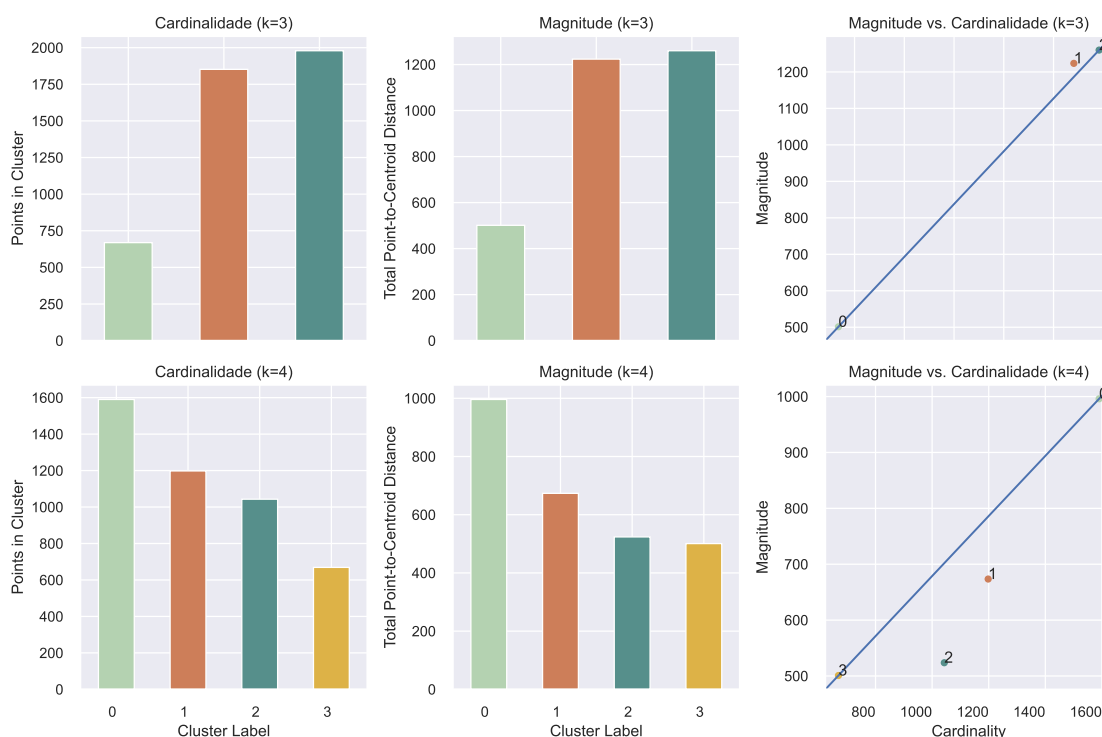 Cardinalidade (k=3)
Points in Cluster
2000
1750
1500
1250
1000
750
500
250
0
Magnitude (k=3)
Total Point-to-Centroid Distance
1200
1000
800
600
400
200
0
Magnitude vs. Cardinalidade (k=3)
Magnitude
1200
1100
1000
900
800
700
600
500
0
1
Cardinalidade (k=4)
Points in Cluster
1600
1400
1200
1000
800
600
400
200
0
0 1 2 3
Cluster Label
Magnitude (k=4)
Total Point-to-Centroid Distance
1000
800
600
400
200
0
0 1 2 3
Cluster Label
Magnitude vs. Cardinalidade (k=4)
Magnitude
1000
900
800
700
600
500
1
2
3
800 1000 1200 1400 1600
Cardinality